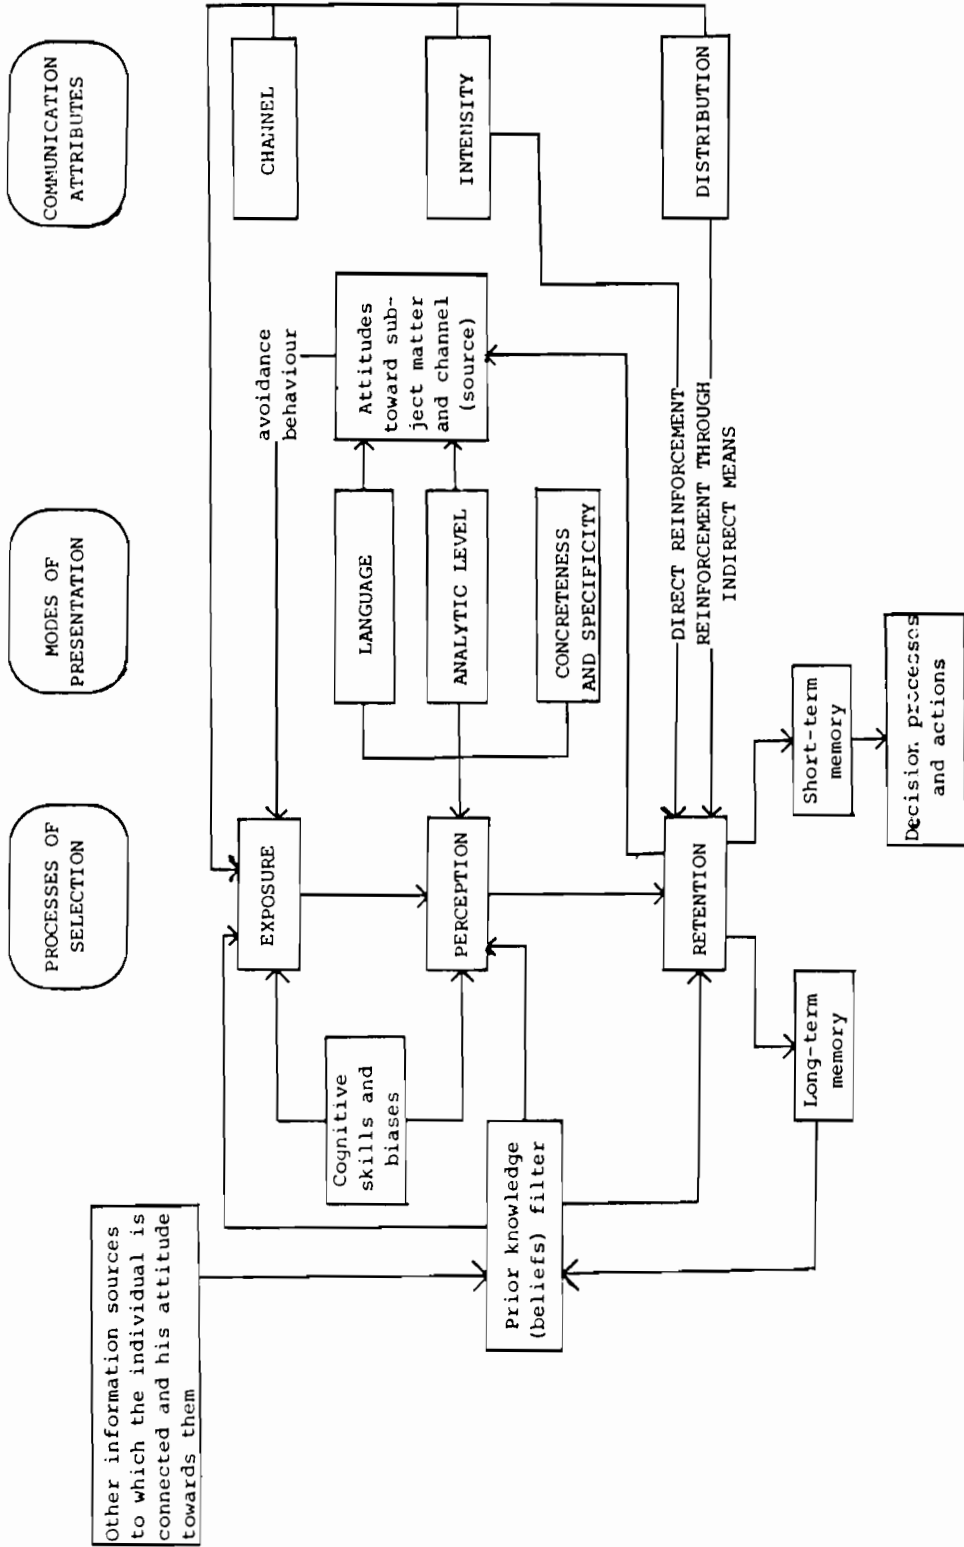 PROCESSES OF
SELECTION
MODES OF
PRESENTATION
COMMUNICATION
ATTRIBUTES
Other information sources
to which the individual is
connected and his attitude
towards them
Cognitive
skills and
biases
Prior knowledge
(beliefs) filter
Long-term
memory
EXPOSURE
PERCEPTION
RETENTION
Short-term
memory
Decision processes
and actions
avoidance
behaviour
LANGUAGE
ANALYTIC LEVEL
CONCRETENESS
AND SPECIFICITY
Attitudes
toward sub-
ject matter
and channel
(source)
DIRECT REINFORCEMENT
REINFORCEMENT THROUGH
INDIRECT MEANS
CHANNEL
INTENSITY
DISTRIBUTION